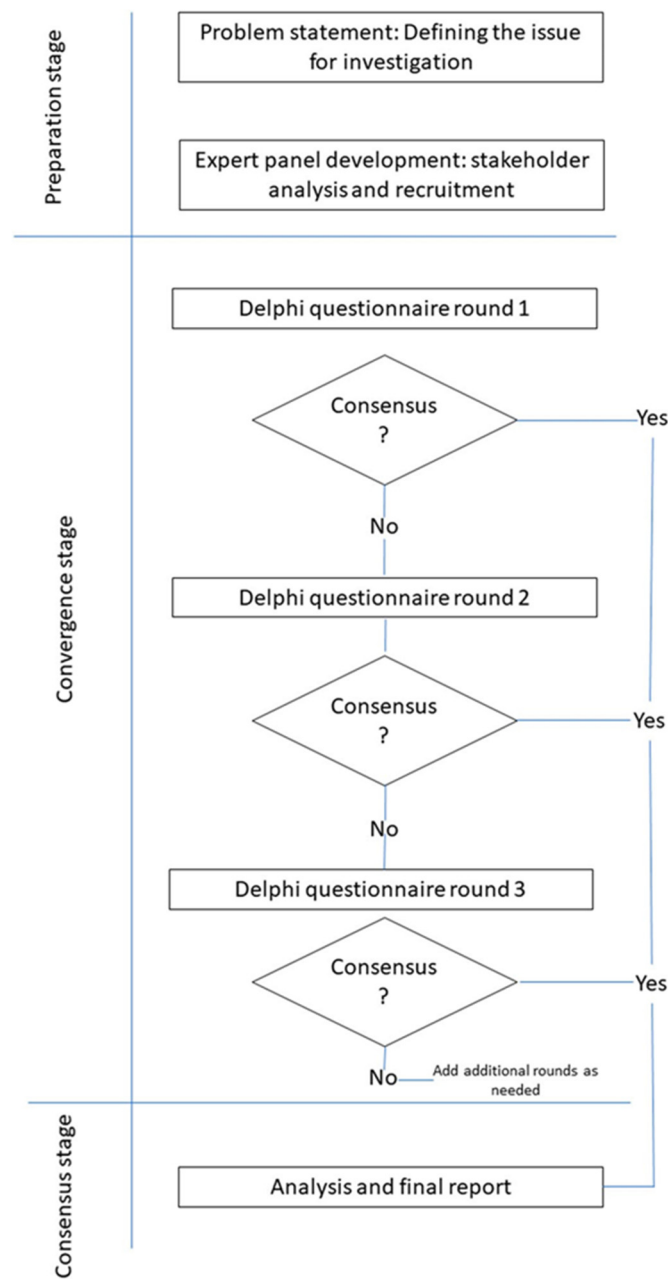 Preparation stage
Problem statement: Defining the issue
for investigation
Expert panel development: stakeholder
analysis and recruitment
Convergence stage
Delphi questionnaire round 1
Consensus
?
Yes
No
Delphi questionnaire round 2
Consensus
?
Yes
No
Delphi questionnaire round 3
Consensus
?
Yes
No
Add additional rounds as
needed
Consensus stage
Analysis and final report